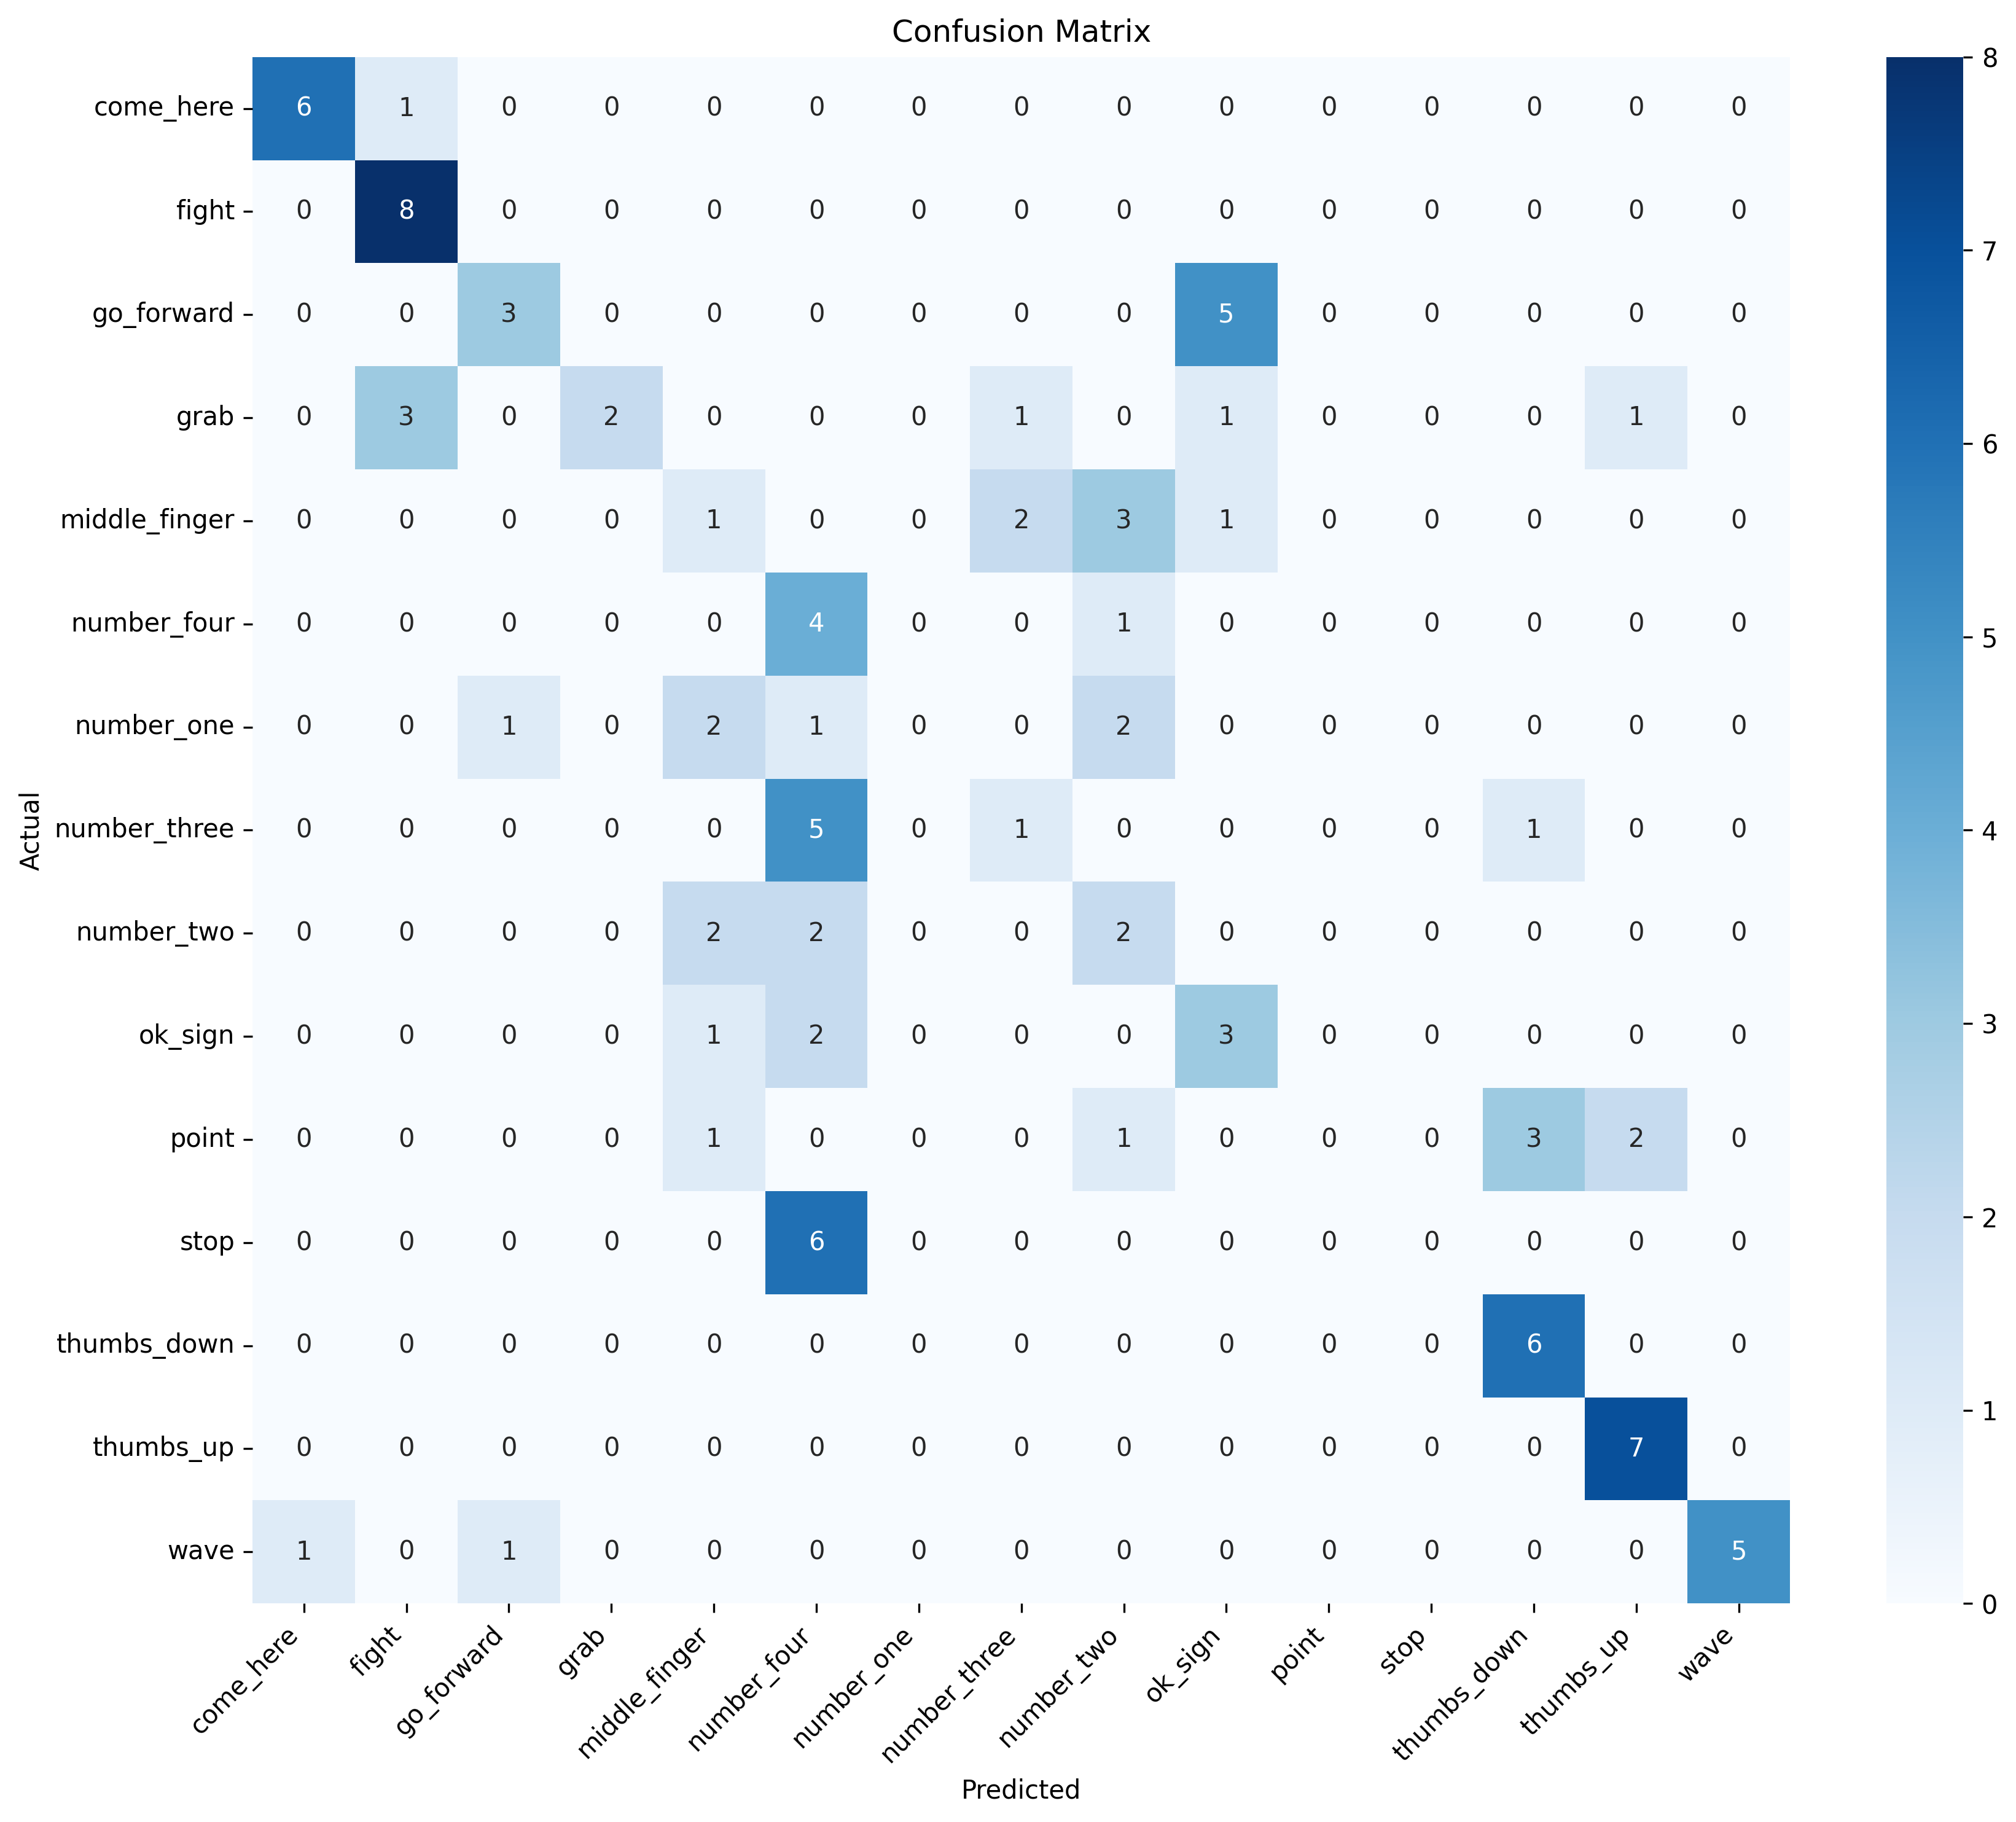 Confusion Matrix
come_here 6 1 0 0 0 0 0 0 0 0 0 0 0 0 0
fight 0 8 0 0 0 0 0 0 0 0 0 0 0 0 0
go_forward 0 0 3 0 0 0 0 0 0 5 0 0 0 0 0
grab 0 3 0 2 0 0 0 1 0 1 0 0 0 1 0
middle_finger 0 0 0 0 1 0 0 2 3 1 0 0 0 0 0
number_four 0 0 0 0 0 4 0 0 1 0 0 0 0 0 0
number_one 0 0 1 0 2 1 0 0 2 0 0 0 0 0 0
number_three 0 0 0 0 0 5 0 1 0 0 0 0 1 0 0
number_two 0 0 0 0 2 2 0 0 2 0 0 0 0 0 0
ok_sign 0 0 0 0 1 2 0 0 0 3 0 0 0 0 0
point 0 0 0 0 1 0 0 0 1 0 0 0 3 2 0
stop 0 0 0 0 0 6 0 0 0 0 0 0 0 0 0
thumbs_down 0 0 0 0 0 0 0 0 0 0 0 0 6 0 0
thumbs_up 0 0 0 0 0 0 0 0 0 0 0 0 0 7 0
wave 1 0 1 0 0 0 0 0 0 0 0 0 0 0 5
come_here fight go_forward grab middle_finger number_four number_one number_three number_two ok_sign point stop thumbs_down thumbs_up wave
Predicted
Actual
8
7
6
5
4
3
2
1
0